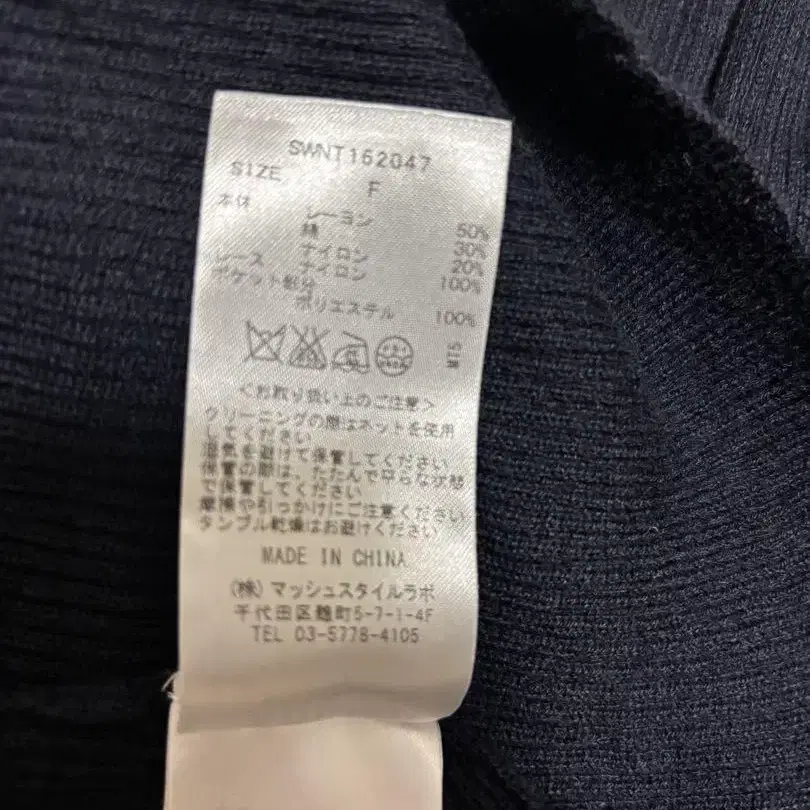 SWNT162047
SIZE F
本体 レーヨン 50%
綿 30%
ナイロン 20%
レース ナイロン 100%
ポケット部分
ポリエステル 100%
M15
<お取り扱い上のご注意>
クリーニングの際はネットを使用
してください
湿気を避けて保管してください
保管の際は、たたんで平らな状態
で保管してください
摩擦や引っかけにご注意ください
タンブル乾燥はお避けください
MADE IN CHINA
(株)マッシュスタイルラボ
千代田区麹町5-7-1-4F
TEL 03-5778-4105